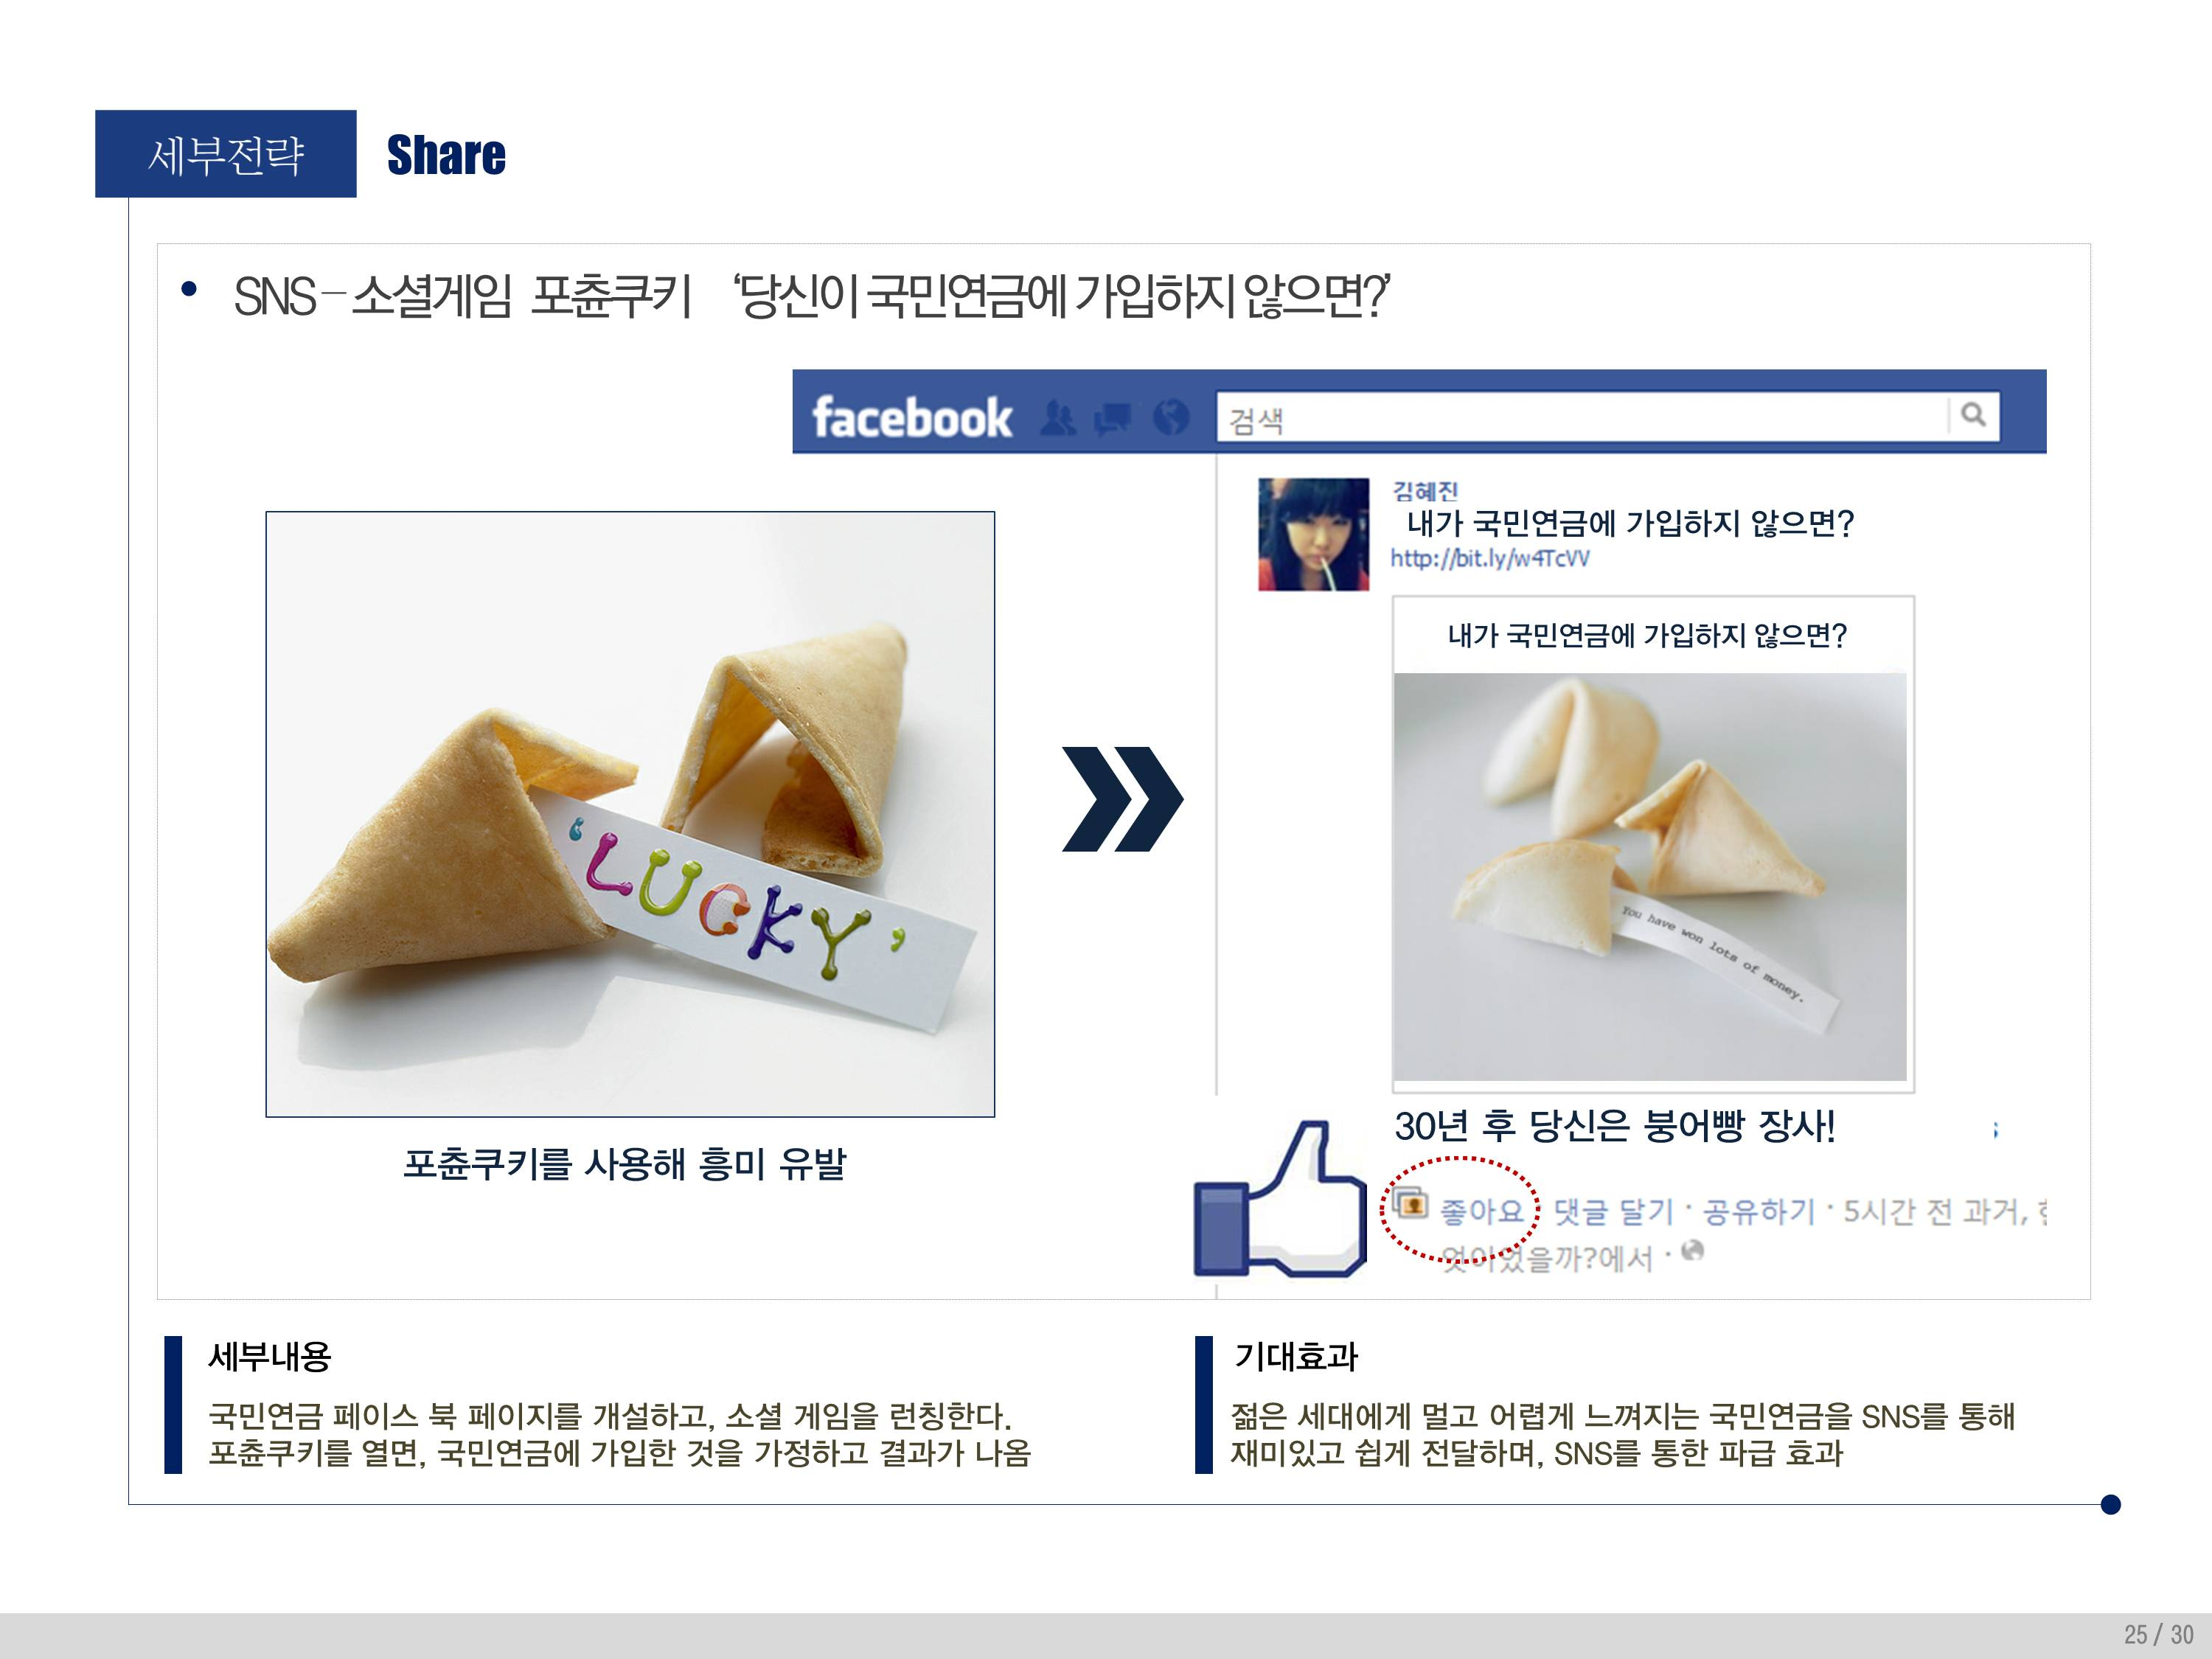 세부전략
Share
• SNS – 소셜게임 포츈쿠키 ‘당신이 국민연금에 가입하지 않으면?’
facebook
검색
김혜진
내가 국민연금에 가입하지 않으면?
http://bit.ly/w4TcVV
내가 국민연금에 가입하지 않으면?
‘LUCKY’
You have won lots of money.
30년 후 당신은 붕어빵 장사!
포츈쿠키를 사용해 흥미 유발
좋아요 댓글 달기 · 공유하기 · 5시간 전 과거,
엇이었을까?에서 ·
세부내용
국민연금 페이스 북 페이지를 개설하고, 소셜 게임을 런칭한다.
포츈쿠키를 열면, 국민연금에 가입한 것을 가정하고 결과가 나옴
기대효과
젊은 세대에게 멀고 어렵게 느껴지는 국민연금을 SNS를 통해
재미있고 쉽게 전달하며, SNS를 통한 파급 효과
25 / 30